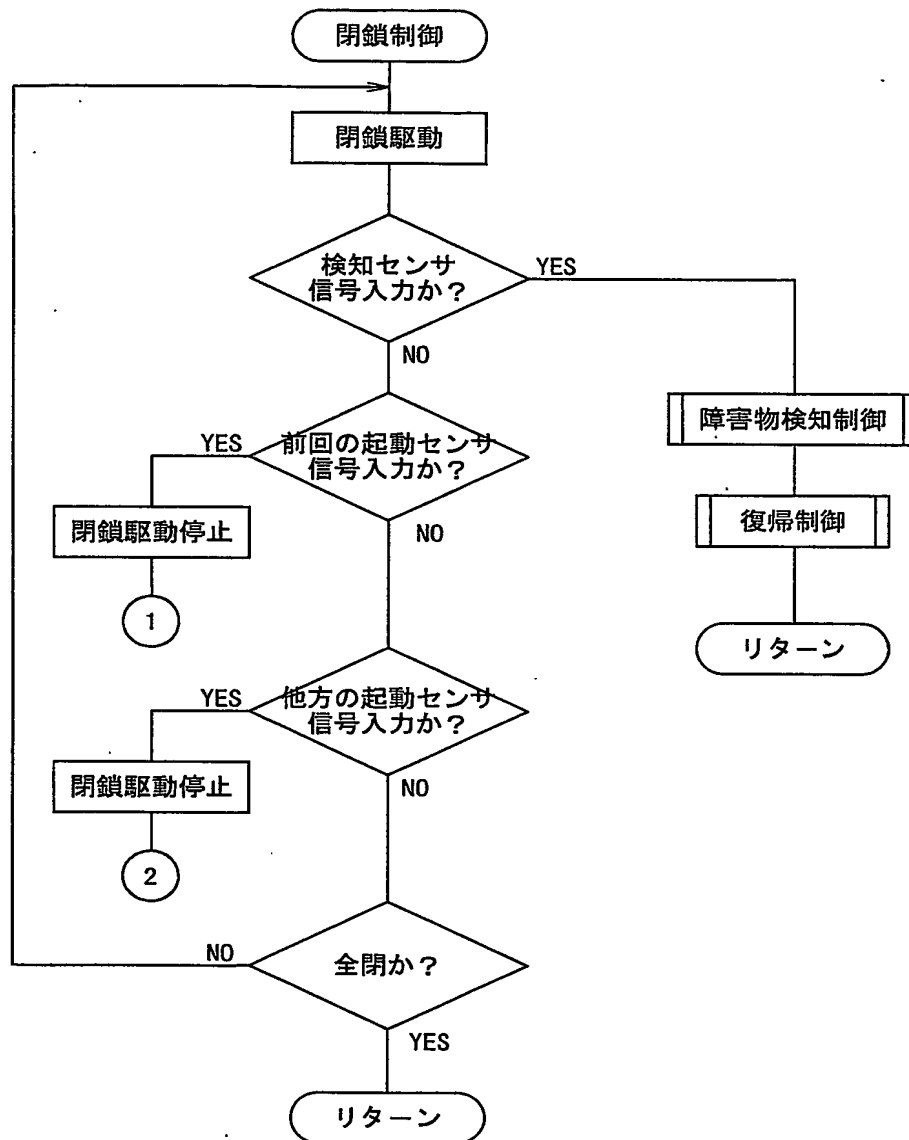 閉鎖制御
閉鎖駆動
検知センサ
信号入力か?
YES
NO
障害物検知制御
復帰制御
リターン
前回の起動センサ
信号入力か?
YES
閉鎖駆動停止
1
NO
他方の起動センサ
信号入力か?
YES
閉鎖駆動停止
2
NO
全閉か?
NO
YES
リターン